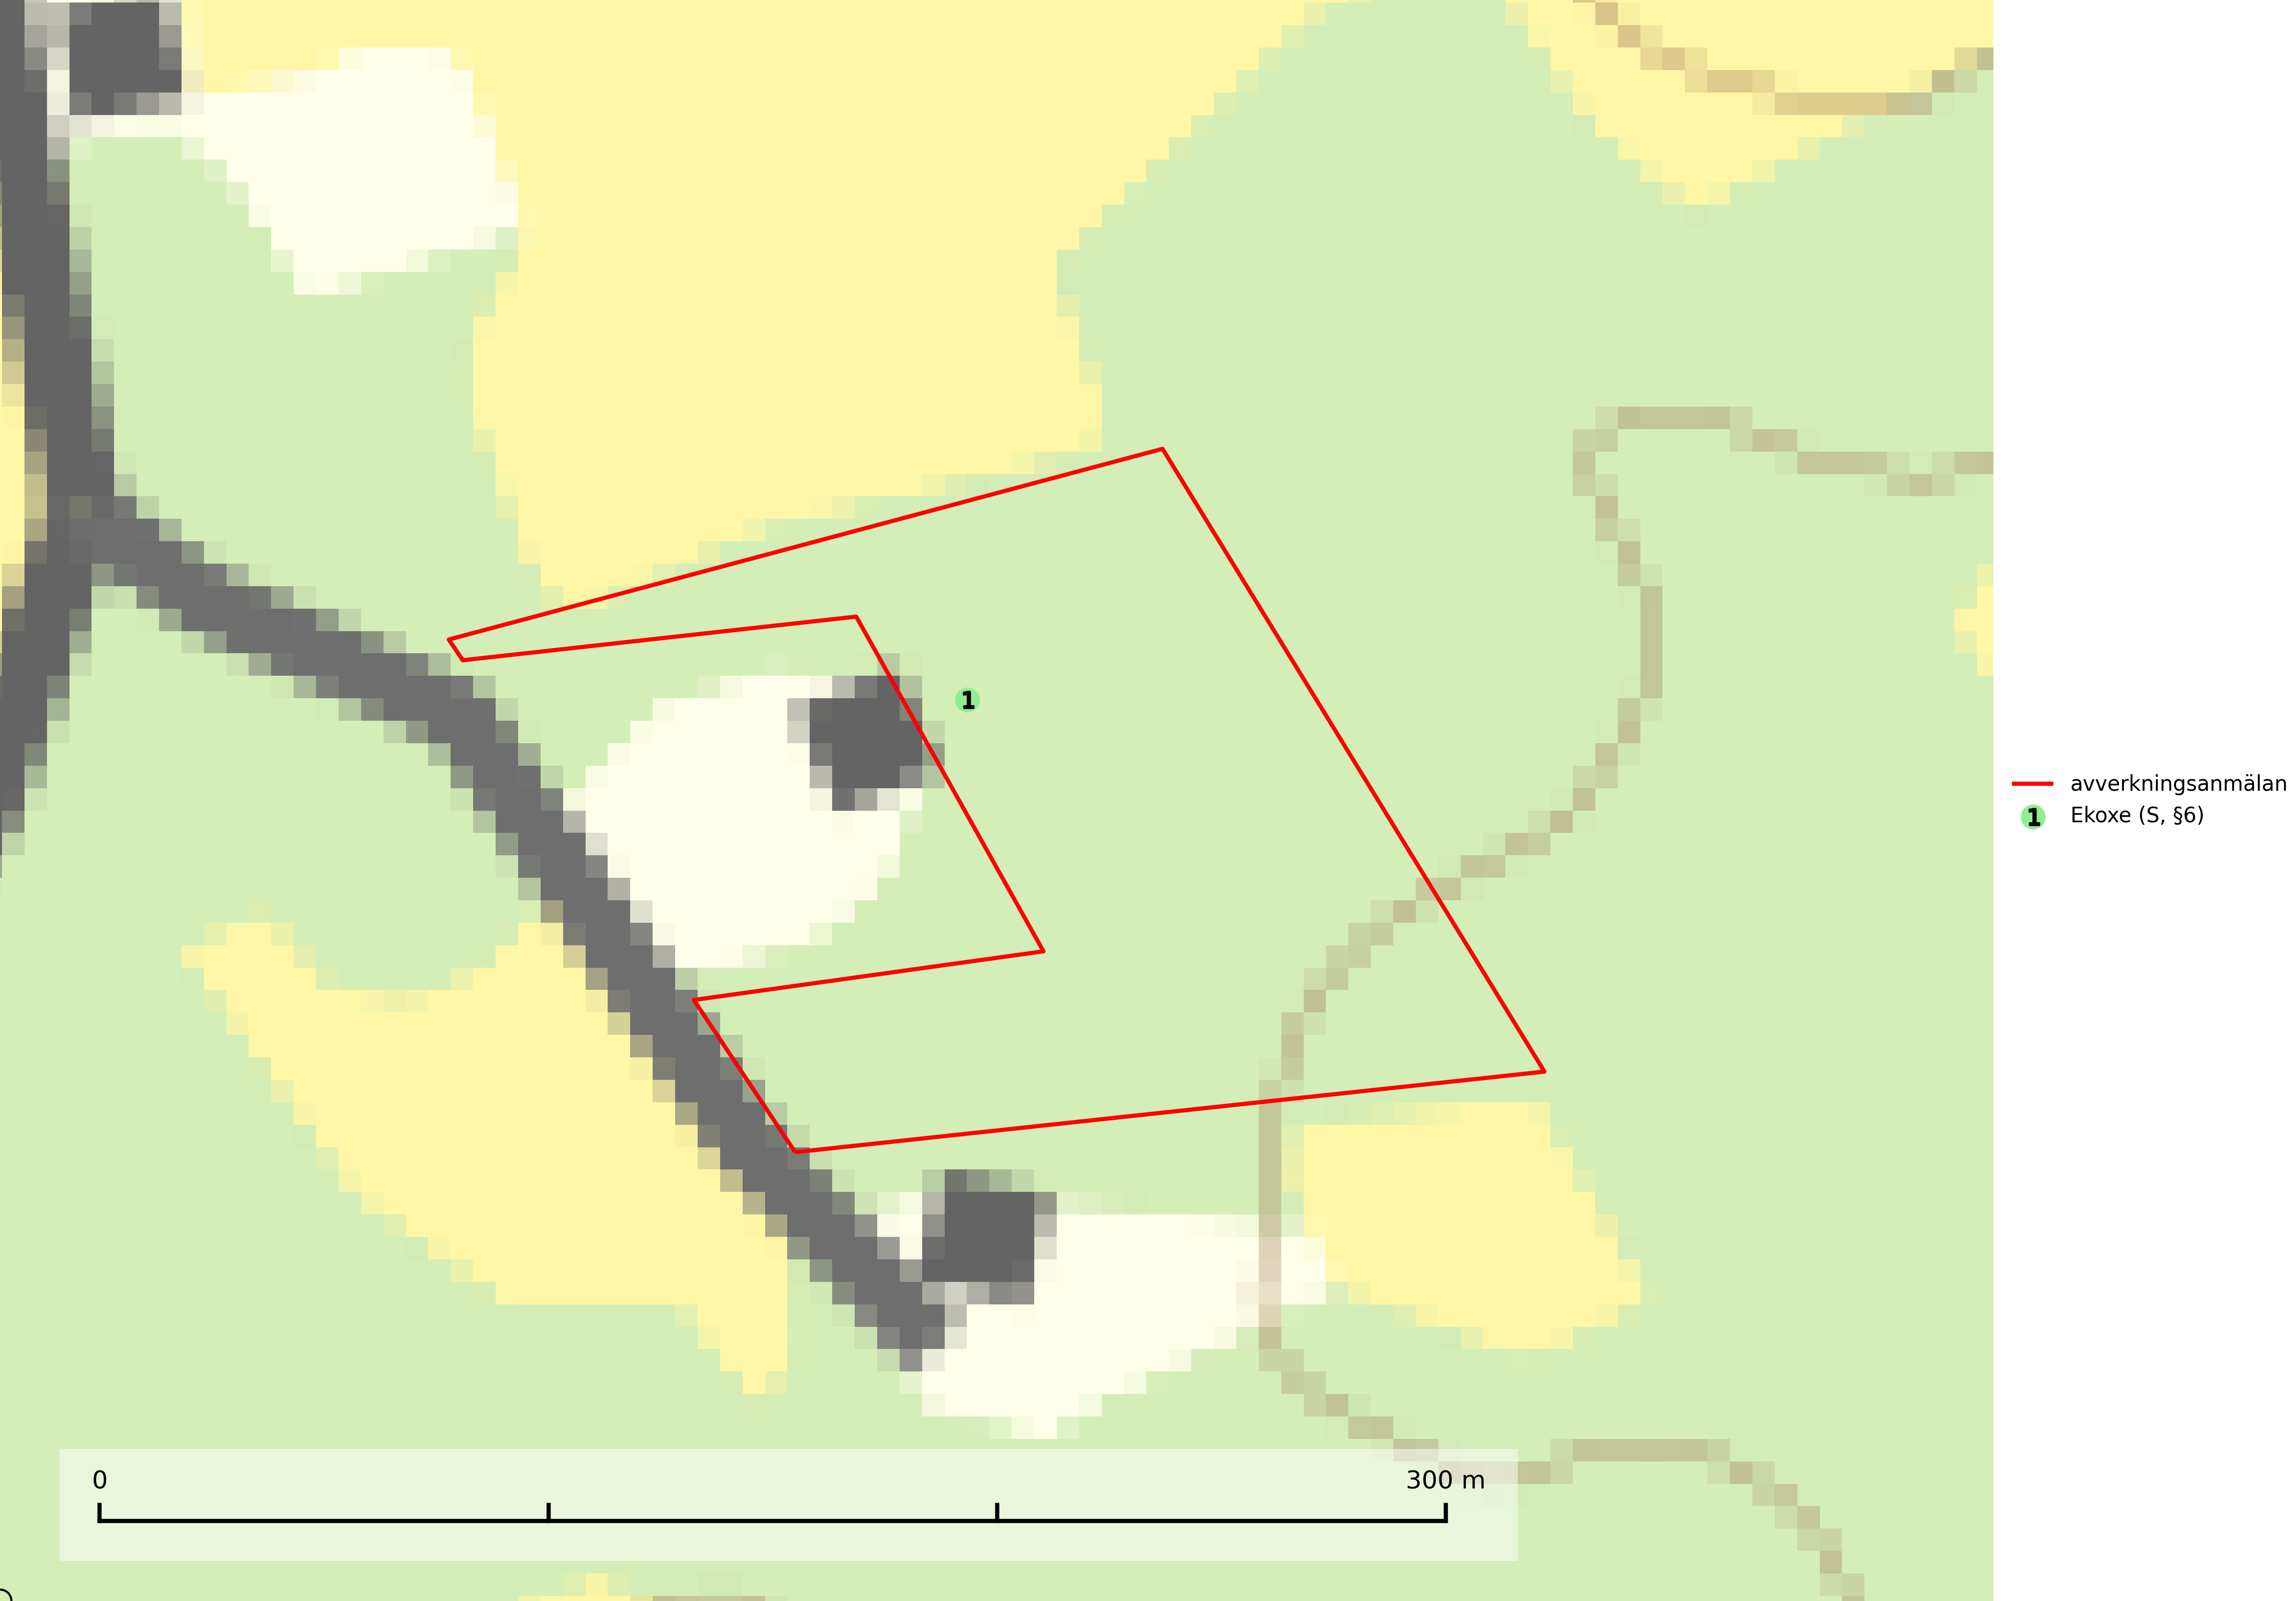 1
avverkningsanmälan
1 Ekoxe (S, §6)
0 300 m